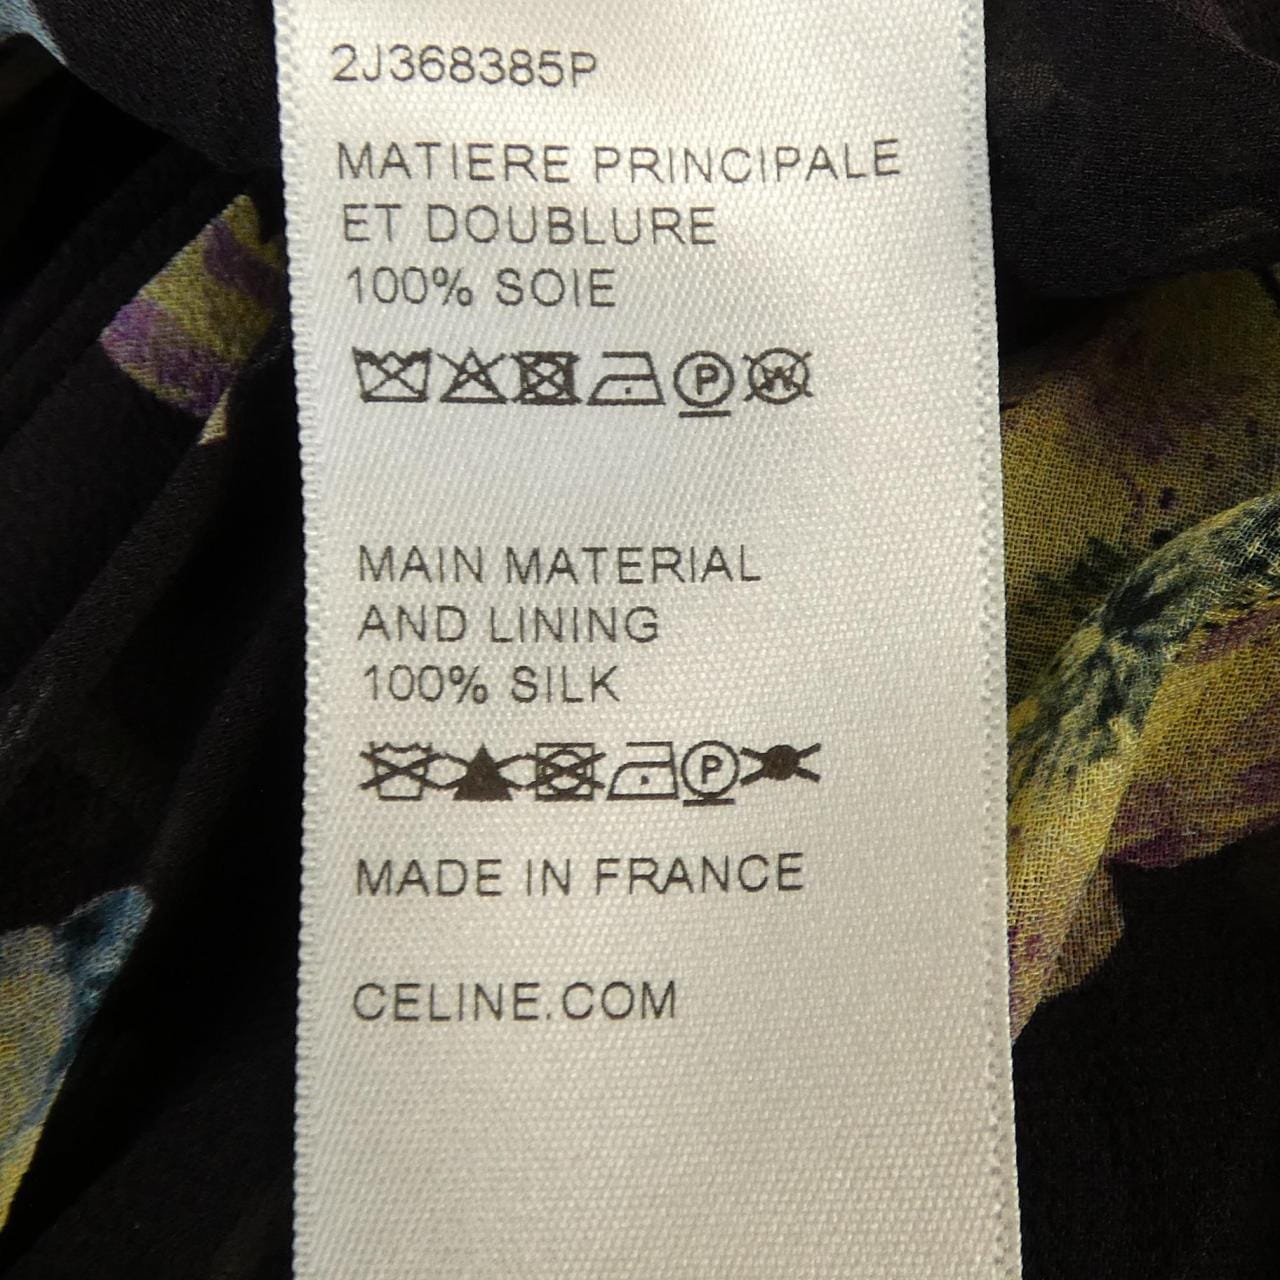 2J368385P
MATIERE PRINCIPALE
ET DOUBLURE
100% SOIE
P W
MAIN MATERIAL
AND LINING
100% SILK
P
MADE IN FRANCE
CELINE.COM